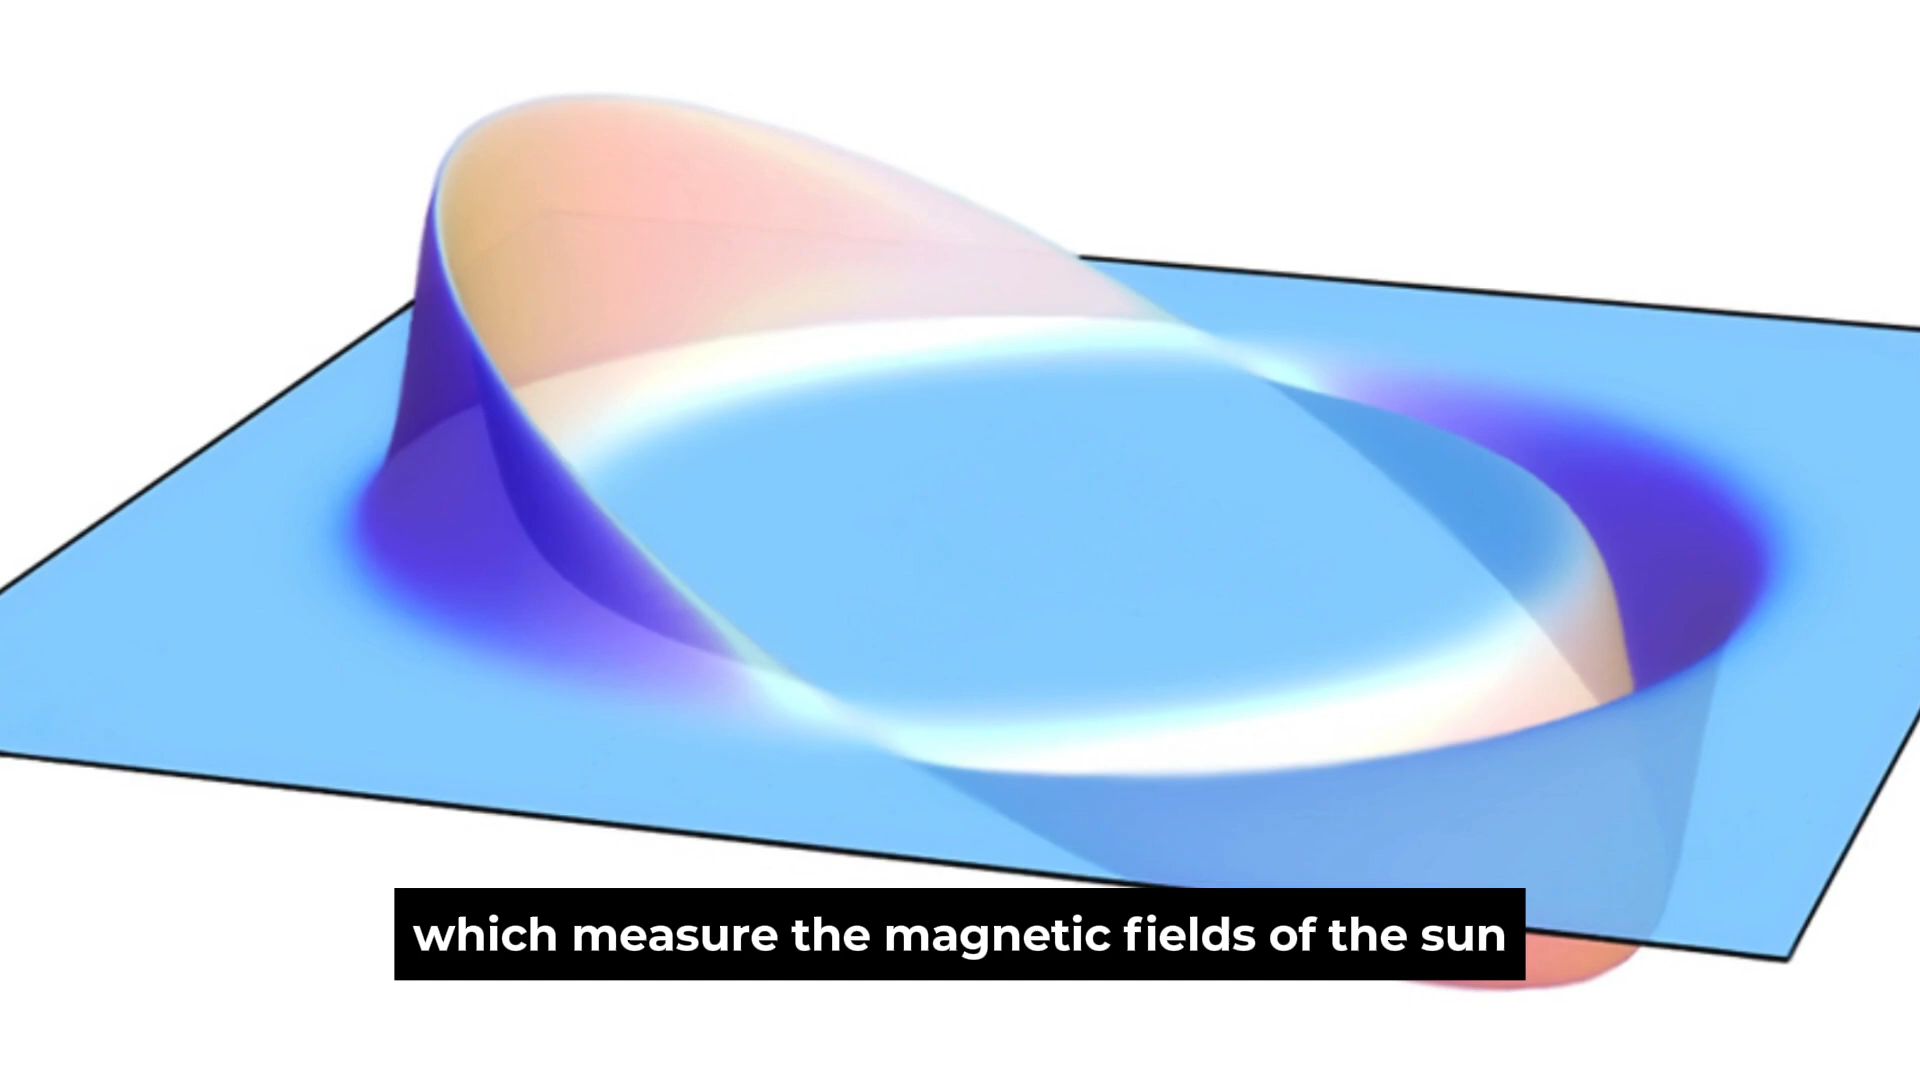 which measure the magnetic fields of the sun